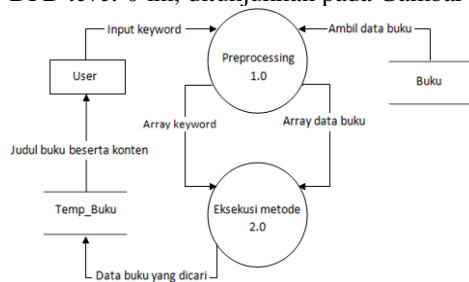 DFD level 0 ini, ditunjukkan pada Gambar
Input keyword
Ambil data buku
Preprocessing
1.0
User
Buku
Array keyword
Array data buku
Judul buku beserta konten
Temp_Buku
Eksekusi metode
2.0
Data buku yang dicari